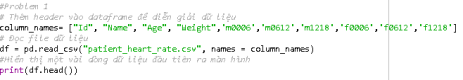 #Problem 1
# Thêm header vào dataframe để diễn giải dữ liệu
column_names= ["Id", "Name", "Age", "Weight",'m0006','m0612','m1218','f0006','f0612','f1218']
# Đọc file dữ liệu
df = pd.read_csv("patient_heart_rate.csv", names = column_names)
#Hiển thị một vài dòng dữ liệu đầu tiên ra màn hình
print(df.head())